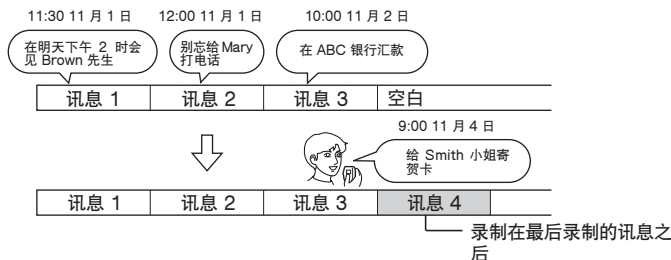 11:30 11 月 1 日
12:00 11 月 1 日
10:00 11 月 2 日
在明天下午 2 时会
见 Brown 先生
别忘给 Mary
打电话
在 ABC 银行汇款
讯息 1
讯息 2
讯息 3
空白
9:00 11 月 4 日
给 Smith 小姐寄
贺卡
讯息 1
讯息 2
讯息 3
讯息 4
录制在最后录制的讯息之
后